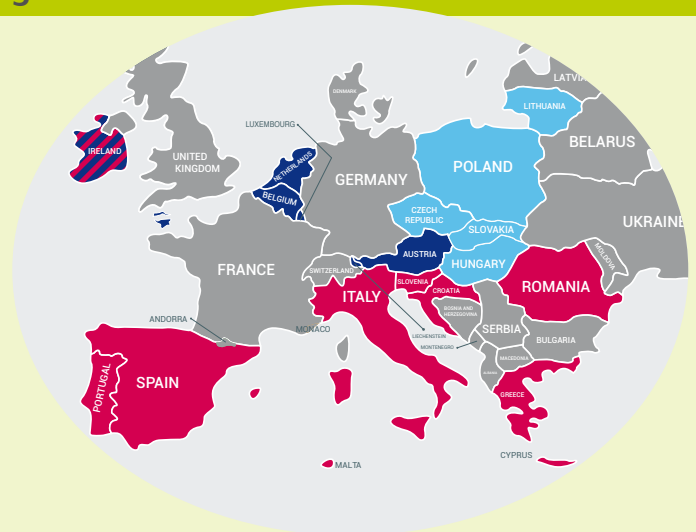 DENMARK
LATVIA
LITHUANIA
LUXEMBOURG
BELARUS
IRELAND
UNITED
KINGDOM
NETHERLANDS
BELGIUM
GERMANY
POLAND
CZECH
REPUBLIC
SLOVAKIA
UKRAINE
AUSTRIA
HUNGARY
MOLDOVA
FRANCE
SWITZERLAND
SLOVENIA
CROATIA
ITALY
ROMANIA
BOSNIA AND
HERZEGOVINA
ANDORRA
MONACO
LIECHTENSTEIN
SERBIA
MONTENEGRO
BULGARIA
MACEDONIA
PORTUGAL
SPAIN
GREECE
CYPRUS
MALTA